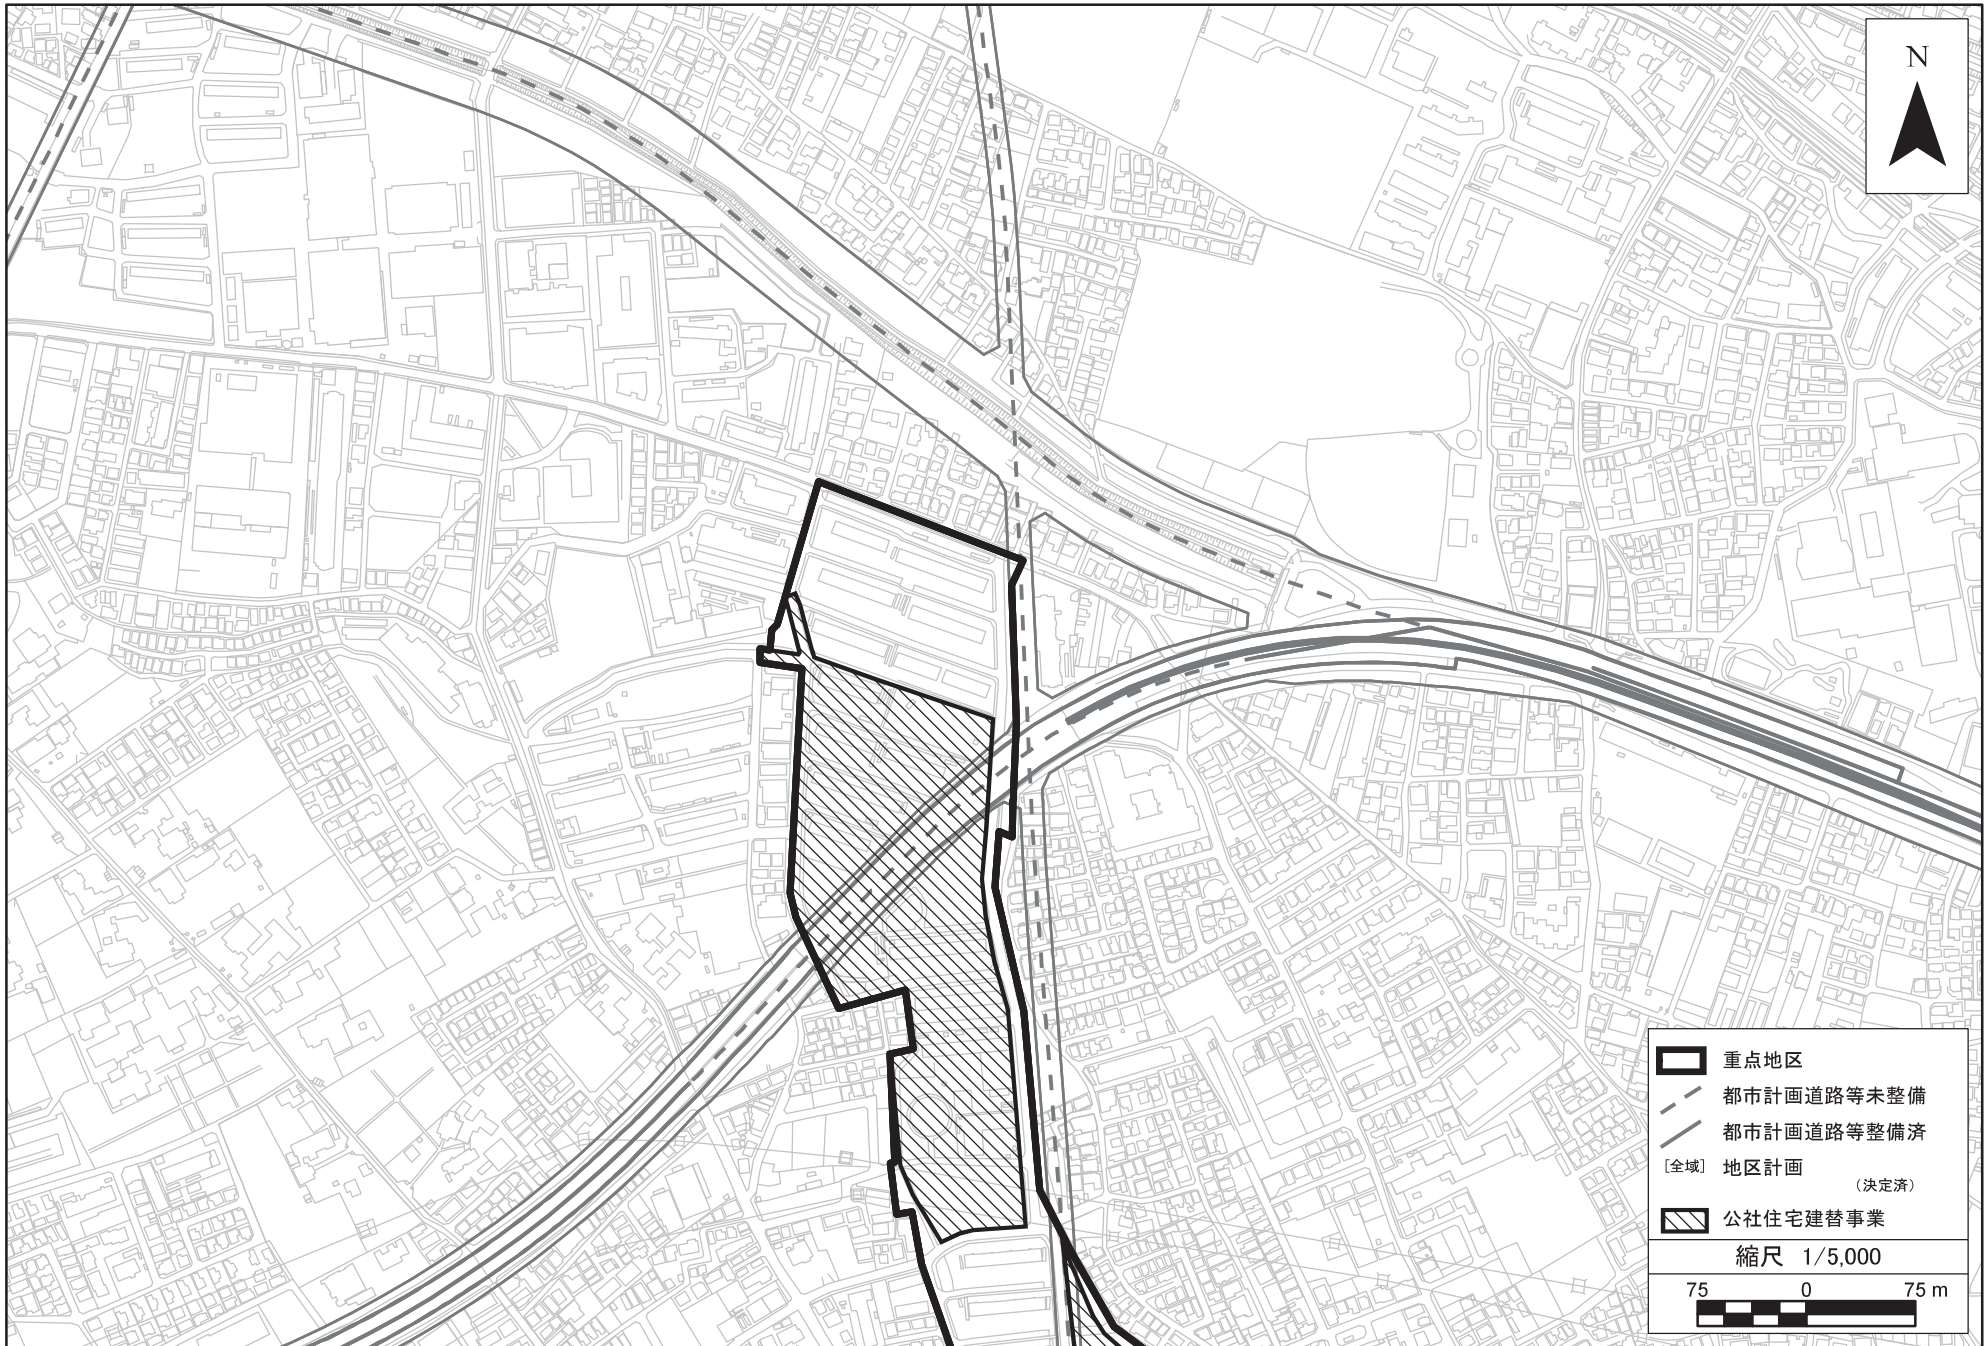 N
重点地区
都市計画道路等未整備
都市計画道路等整備済
[全域] 地区計画
（決定済）
公社住宅建替事業
縮尺 1/5,000
75 0 75 m